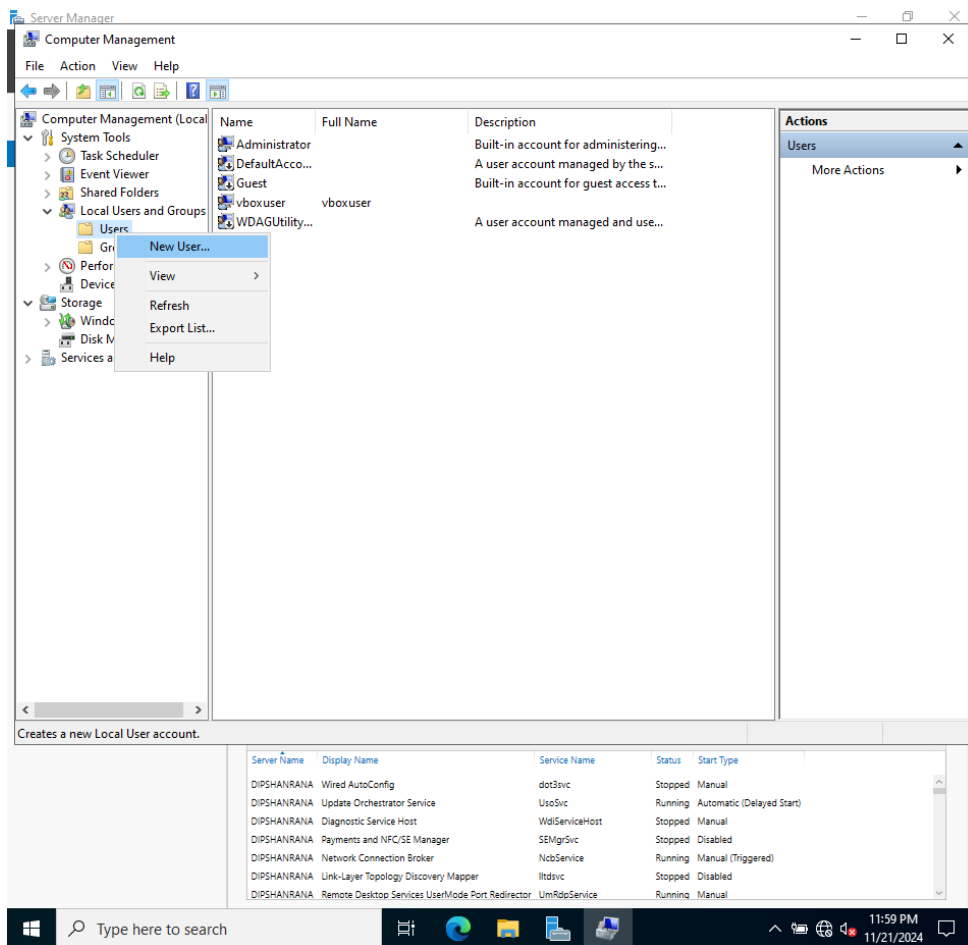 Server Manager
Computer Management
File Action View Help
Computer Management (Local
System Tools
Task Scheduler
Event Viewer
Shared Folders
Local Users and Groups
Users
Gr
Perfor
Device
Storage
Windo
Disk M
Services a
New User...
View
Refresh
Export List...
Help
Name Full Name Description
Administrator Built-in account for administering...
DefaultAcco... A user account managed by the s...
Guest Built-in account for guest access t...
vboxuser vboxuser
WDAGUtility... A user account managed and use...
Actions
Users
More Actions
Creates a new Local User account.
Server Name Display Name Service Name Status Start Type
DIPSHANRANA Wired AutoConfig dot3svc Stopped Manual
DIPSHANRANA Update Orchestrator Service UsoSvc Running Automatic (Delayed Start)
DIPSHANRANA Diagnostic Service Host WdiServiceHost Stopped Manual
DIPSHANRANA Payments and NFC/SE Manager SEMgrSvc Stopped Disabled
DIPSHANRANA Network Connection Broker NcbService Running Manual (Triggered)
DIPSHANRANA Link-Layer Topology Discovery Mapper lltdsvc Stopped Disabled
DIPSHANRANA Remote Desktop Services UserMode Port Redirector UmRdpService Running Manual
Type here to search
11:59 PM
11/21/2024